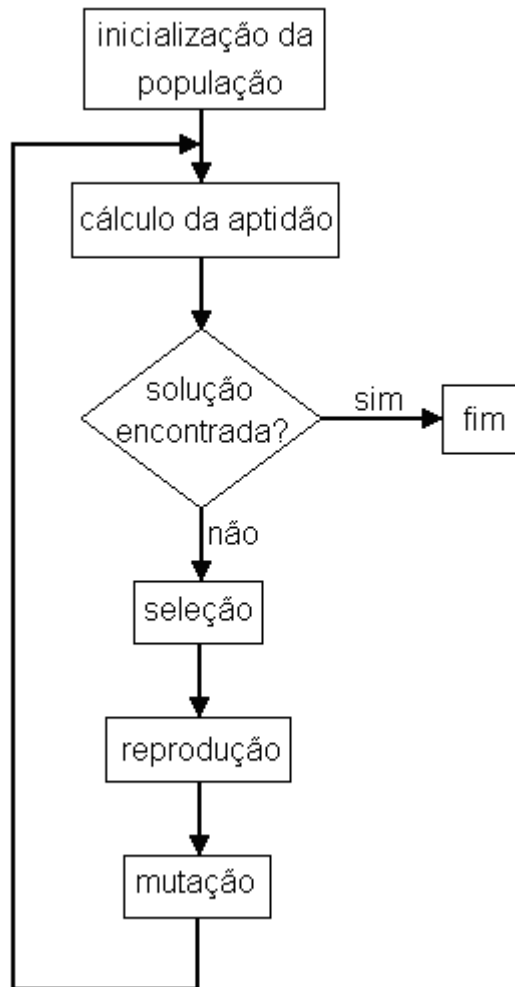 inicialização da
população
cálculo da aptidão
solução
encontrada?
sim
fim
não
seleção
reprodução
mutação